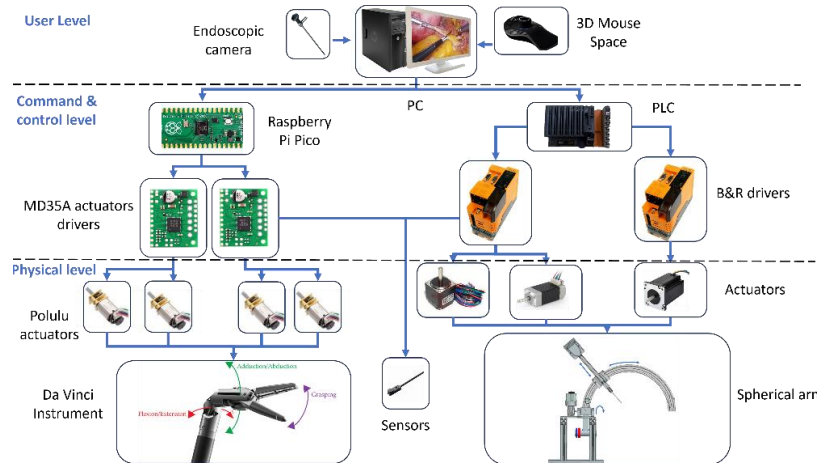 User Level
Endoscopic
camera
3D Mouse
Space
Command &
control level
PC
PLC
Raspberry
Pi Pico
MD35A actuators
drivers
B&R drivers
Physical level
Polulu
actuators
Actuators
Da Vinci
Instrument
Adduction/Abduction
Grasping
Flexion/Extension
Sensors
Spherical arm